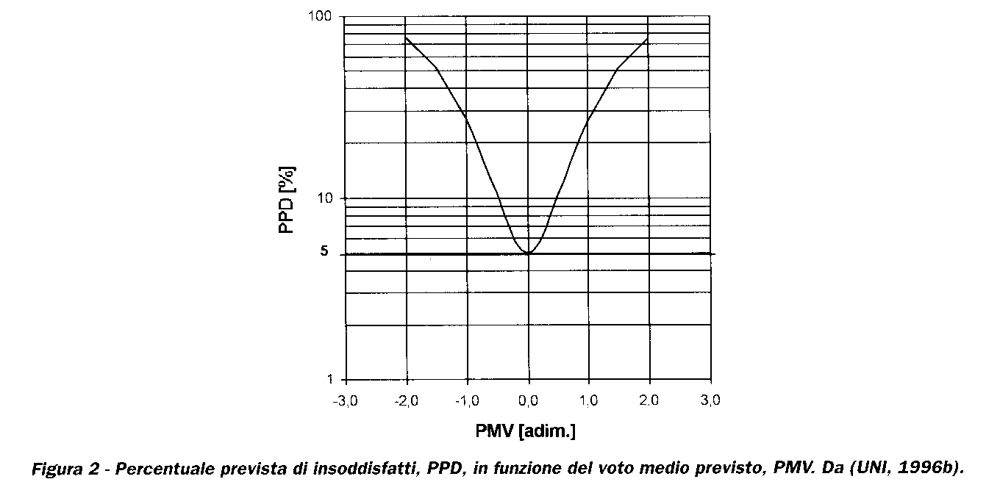 100
10
5
1
PPD [%]
-3,0 -2,0 -1,0 0,0 1,0 2.0 3,0
PMV [adim.]
Figura 2 - Percentuale prevista di insoddisfatti, PPD, in funzione del voto medio previsto, PMV. Da (UNI, 1996b).